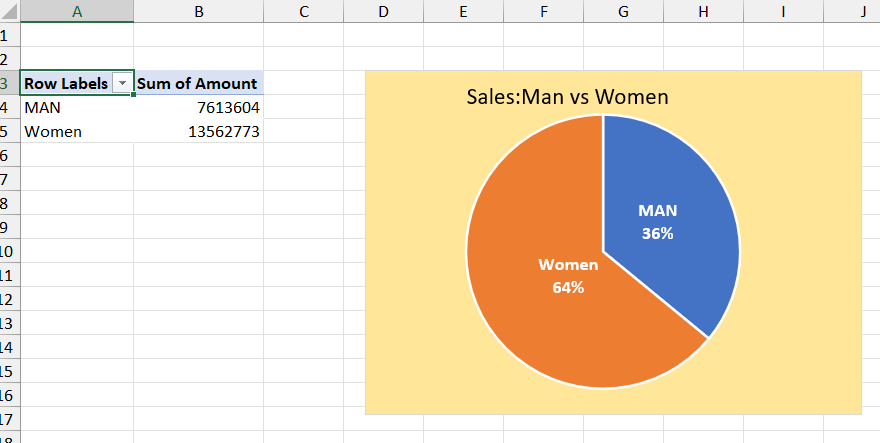 A B C D E F G H I J
1
2
3 Row Labels Sum of Amount
4 MAN 7613604
5 Women 13562773
6
7
8
9
10
11
12
13
14
15
16
17
18
Sales:Man vs Women
MAN
36%
Women
64%